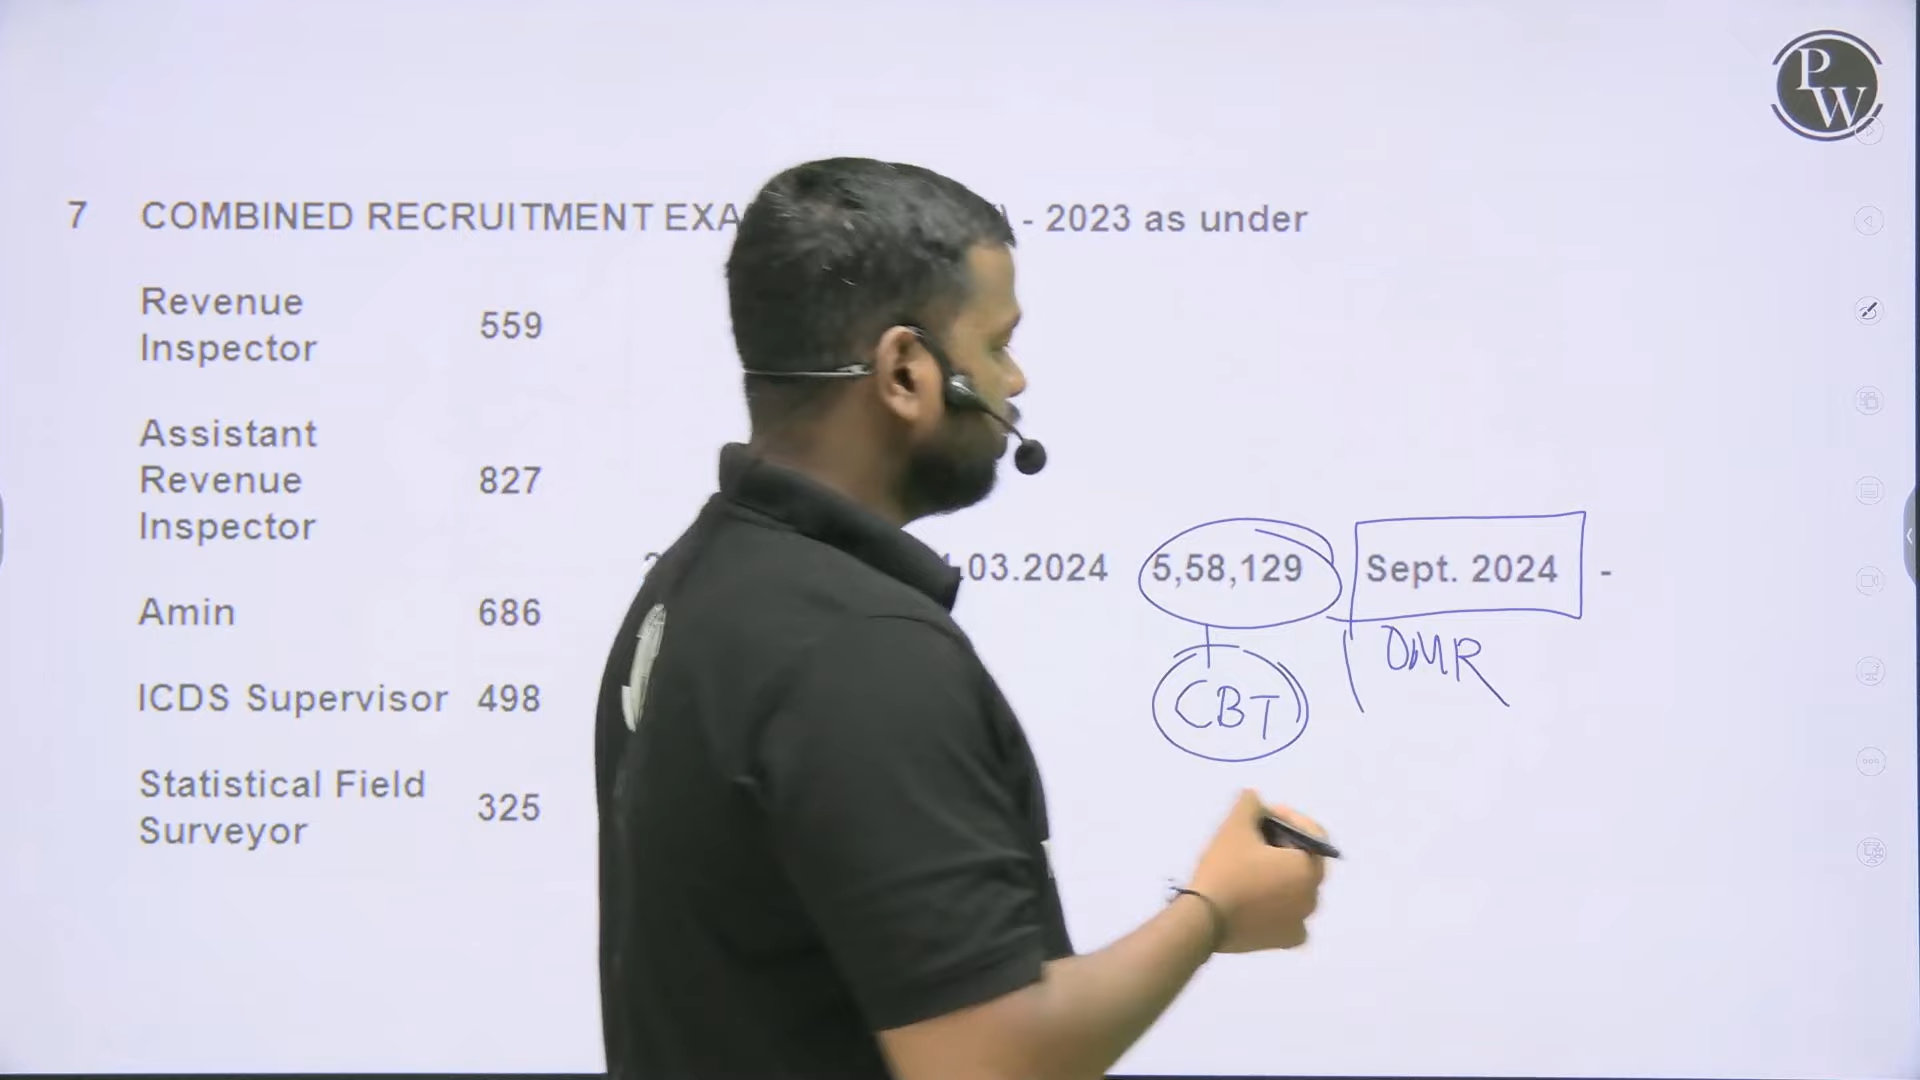 PW
7 COMBINED RECRUITMENT - 2023 as under
Revenue
Inspector
559
Assistant
Revenue
Inspector
827
.03.2024 5,58,129 Sept. 2024 -
OMR
Amin 686
CBT
ICDS Supervisor 498
Statistical Field
Surveyor
325